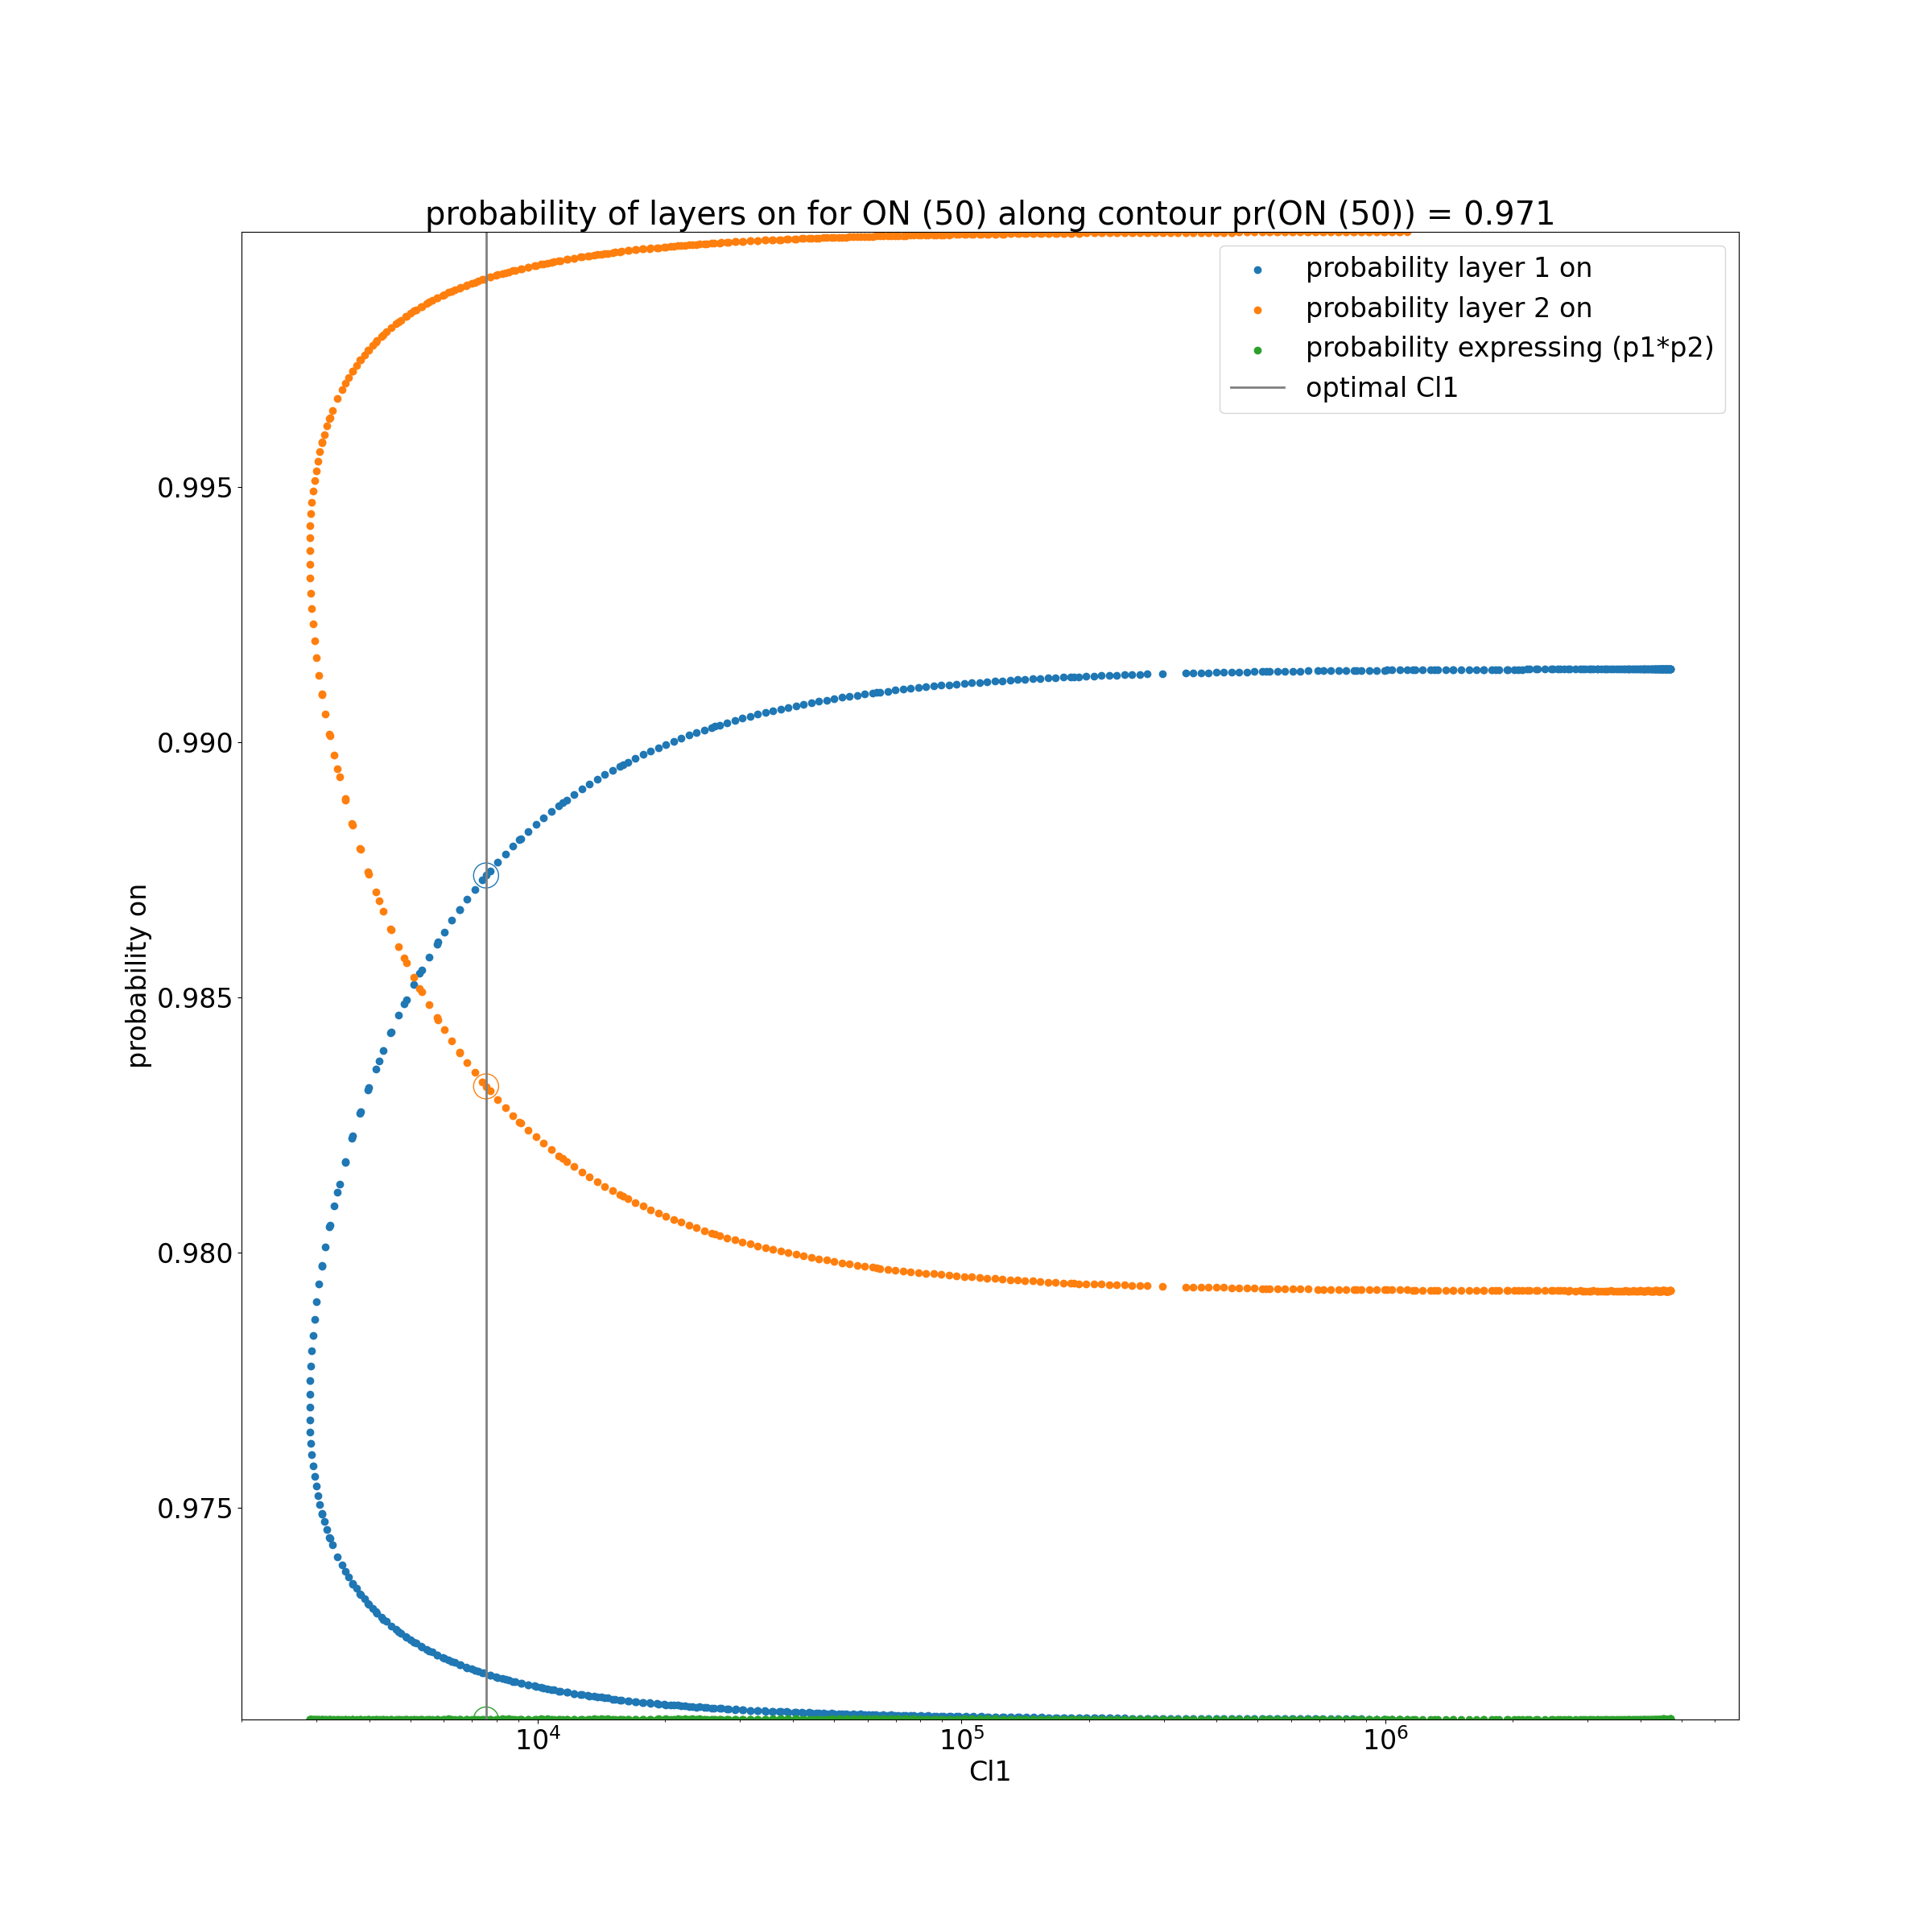 probability of layers on for ON (50) along contour pr(ON (50)) = 0.971
probability layer 1 on
probability layer 2 on
probability expressing (p1*p2)
optimal Cl1
probability on
0.995
0.990
0.985
0.980
0.975
10⁴ 10⁵ 10⁶
Cl1